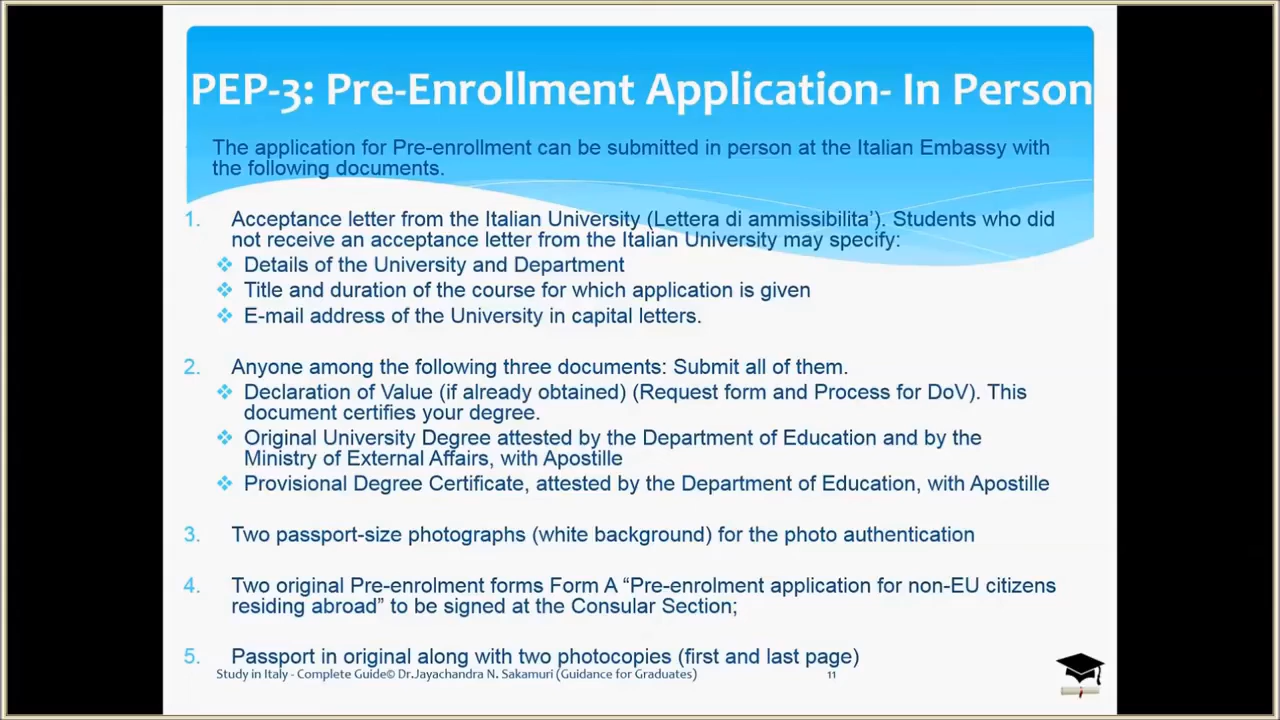 PEP-3: Pre-Enrollment Application- In Person
The application for Pre-enrollment can be submitted in person at the Italian Embassy with
the following documents.
1. Acceptance letter from the Italian University (Lettera di ammissibilita’). Students who did
not receive an acceptance letter from the Italian University may specify:
❖ Details of the University and Department
❖ Title and duration of the course for which application is given
❖ E-mail address of the University in capital letters.
2. Anyone among the following three documents: Submit all of them.
❖ Declaration of Value (if already obtained) (Request form and Process for DoV). This
document certifies your degree.
❖ Original University Degree attested by the Department of Education and by the
Ministry of External Affairs, with Apostille
❖ Provisional Degree Certificate, attested by the Department of Education, with Apostille
3. Two passport-size photographs (white background) for the photo authentication
4. Two original Pre-enrolment forms Form A “Pre-enrolment application for non-EU citizens
residing abroad” to be signed at the Consular Section;
5. Passport in original along with two photocopies (first and last page)
Study in Italy - Complete Guide© Dr.Jayachandra N. Sakamuri (Guidance for Graduates) 11